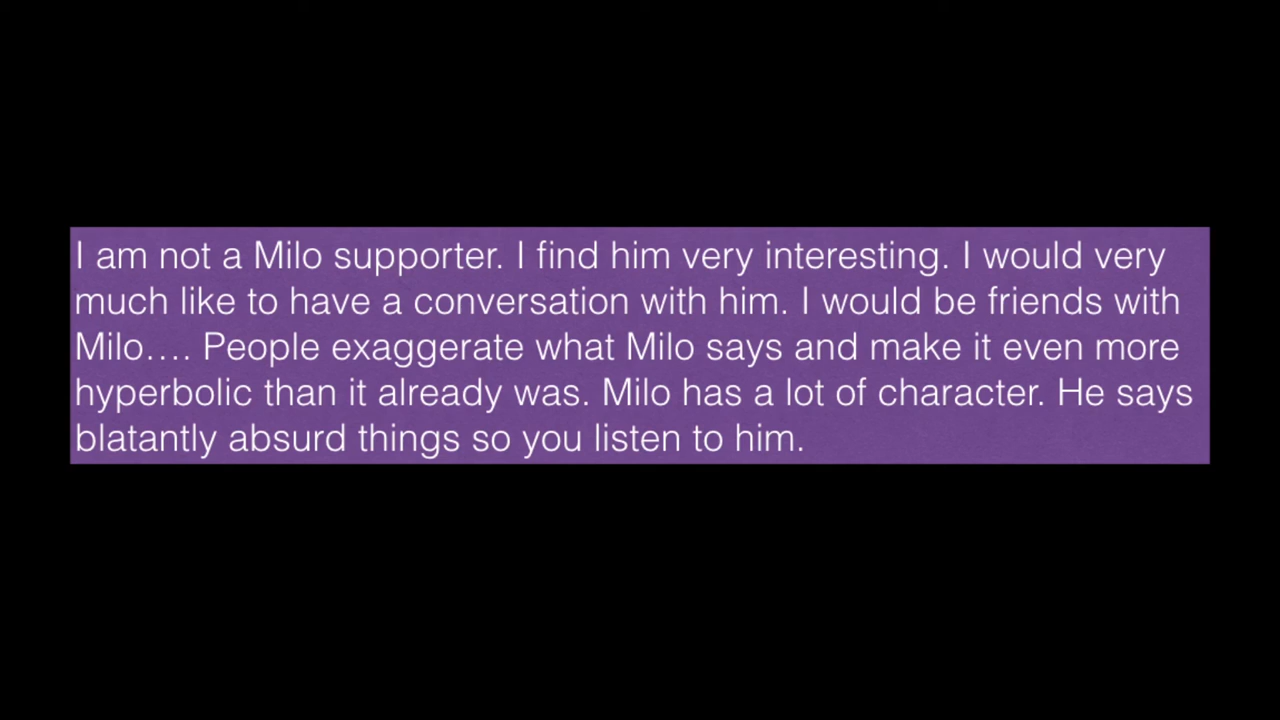 I am not a Milo supporter. I find him very interesting. I would very
much like to have a conversation with him. I would be friends with
Milo…. People exaggerate what Milo says and make it even more
hyperbolic than it already was. Milo has a lot of character. He says
blatantly absurd things so you listen to him.